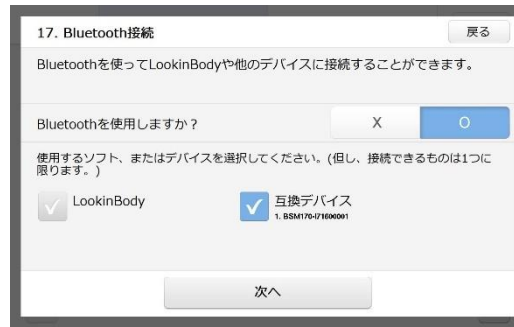 17. Bluetooth接続
戻る
Bluetoothを使ってLookinBodyや他のデバイスに接続することができます。
Bluetoothを使用しますか？
X
O
使用するソフト、またはデバイスを選択してください。(但し、接続できるものは1つに
限ります。)
LookinBody
互換デバイス
1. BSM170-I71600001
次へ